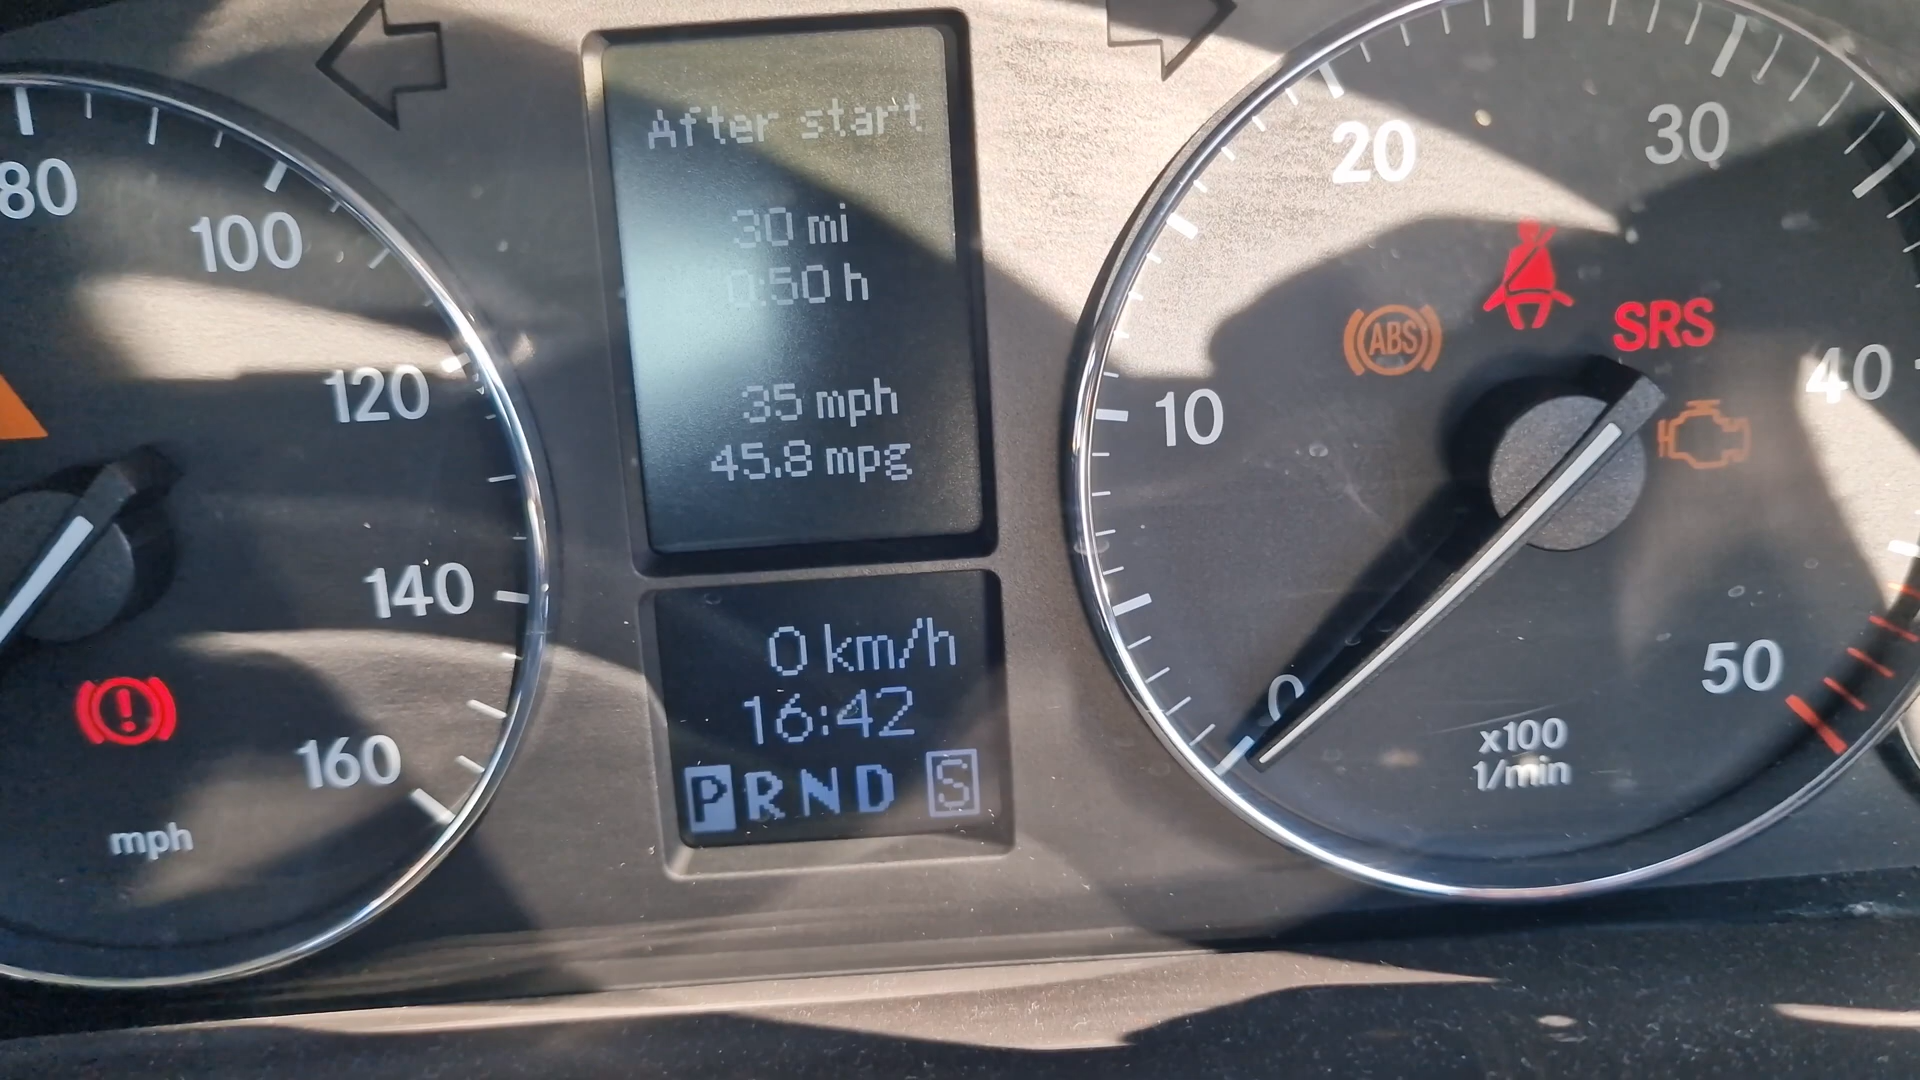 80
100
120
140
160
mph
After start
30 mi
0:50 h
35 mph
45.8 mpg
0 km/h
16:42
P R N D S
0
10
20
30
40
50
ABS
SRS
x100
1/min